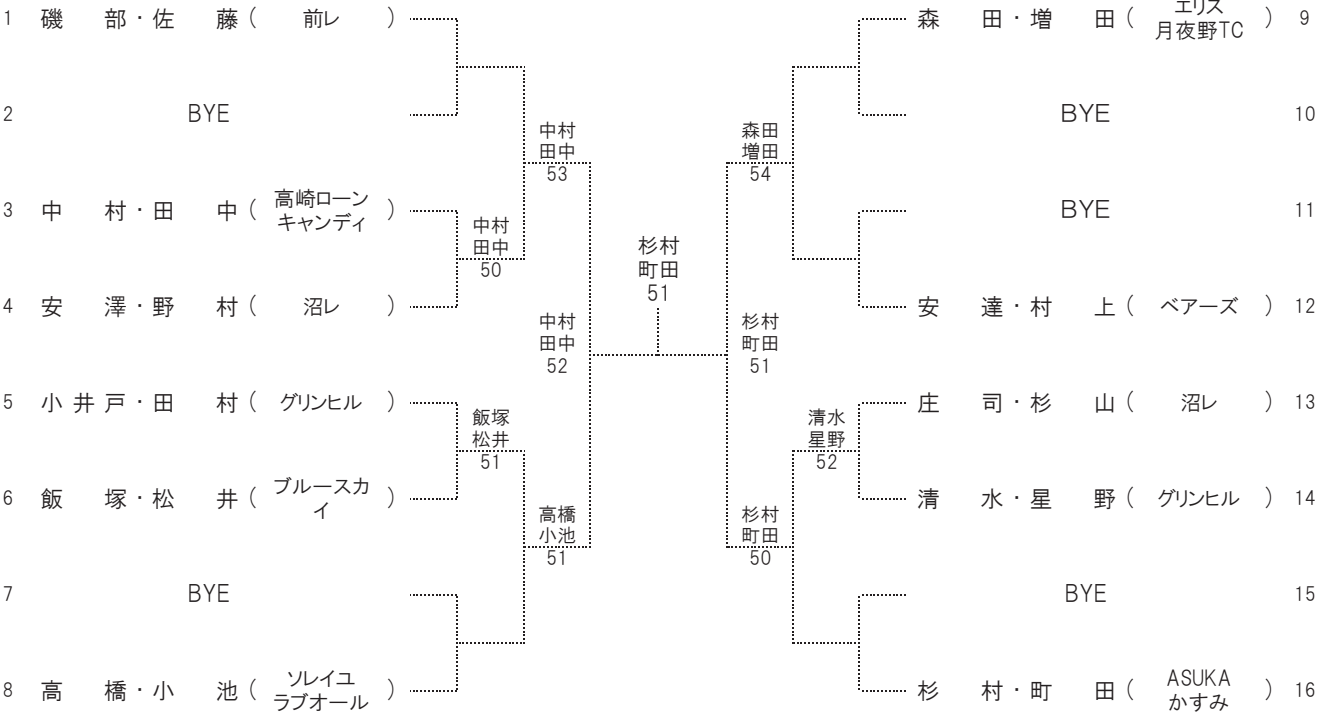 1 磯 部・佐 藤 ( 前レ )
2 BYE
3 中 村・田 中 ( 高崎ローン
キャンディ )
4 安 澤・野 村 ( 沼レ )
5 小井戸・田 村 ( グリンヒル )
6 飯 塚・松 井 ( ブルースカ
イ )
7 BYE
8 高 橋・小 池 ( ソレイユ
ラブオール )
中村
田中
50
飯塚
松井
51
中村
田中
53
高橋
小池
51
中村
田中
52
杉村
町田
51
森田
増田
54
杉村
町田
51
杉村
町田
50
清水
星野
52
森 田・増 田 ( エリス
月夜野TC ) 9
BYE 10
BYE 11
安 達・村 上 ( ベアーズ ) 12
庄 司・杉 山 ( 沼レ ) 13
清 水・星 野 ( グリンヒル ) 14
BYE 15
杉 村・町 田 ( ASUKA
かすみ ) 16